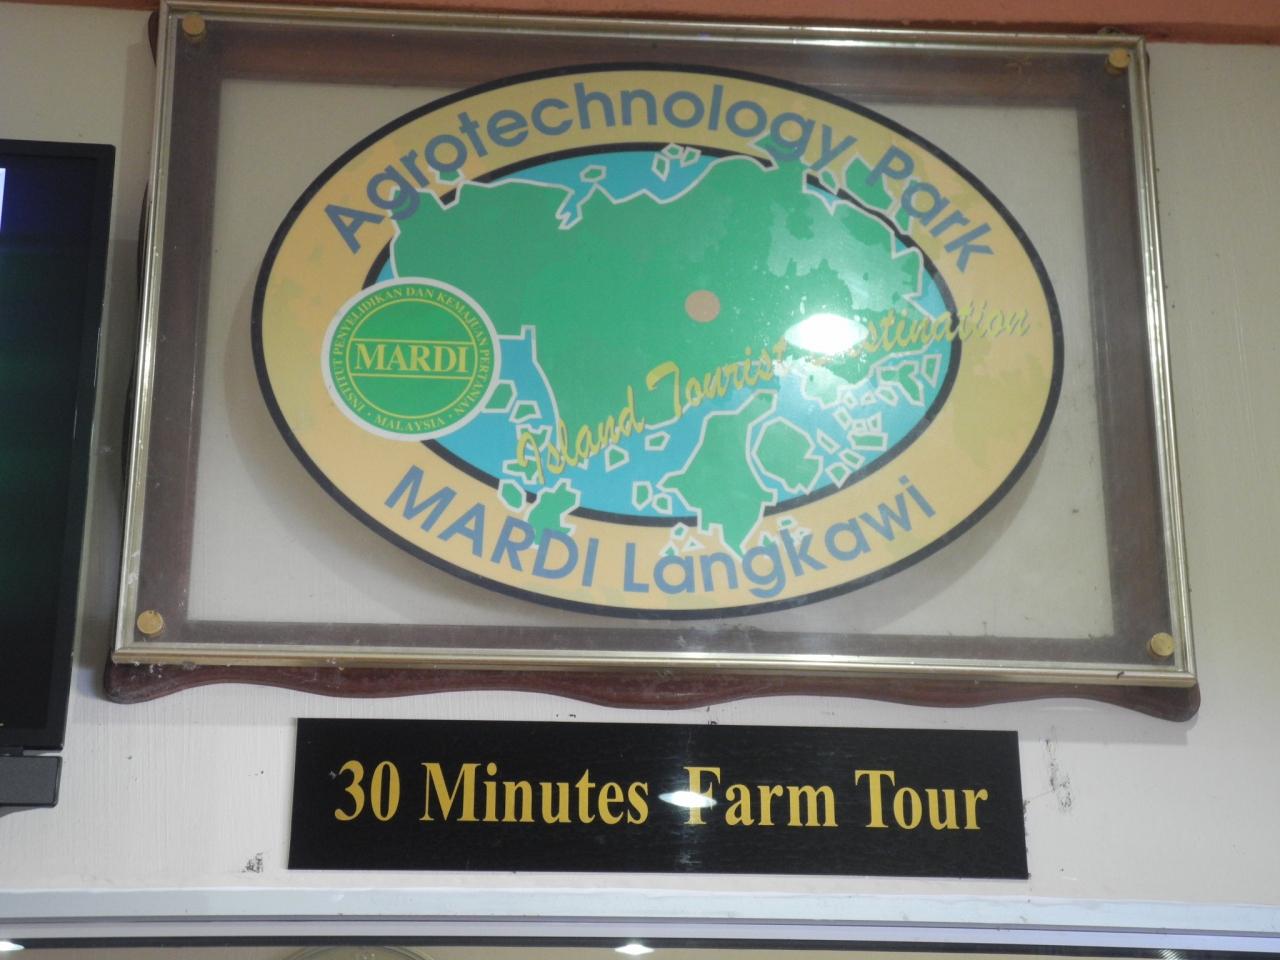 Agrotechnology Park
INSTITUT PENYELIDIKAN DAN KEMAJUAN PERTANIAN
MARDI
· MALAYSIA ·
Island Tourist Destination
MARDI Langkawi
30 Minutes Farm Tour